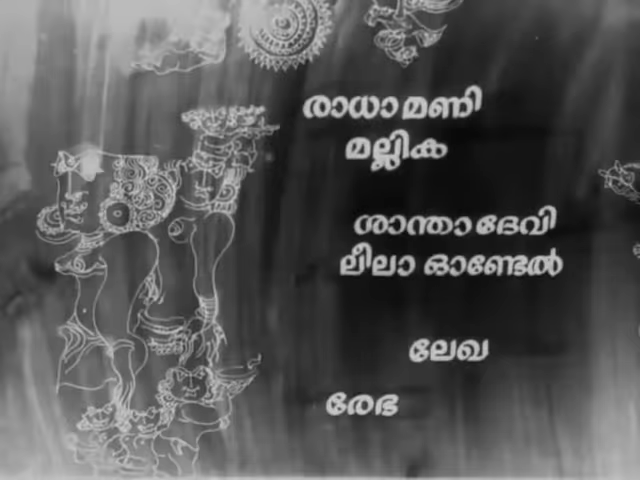 രാധാമണി
മല്ലിക
ശാന്താദേവി
ലീലാ ഓണ്ടേൽ
ലേഖ
രേഭ